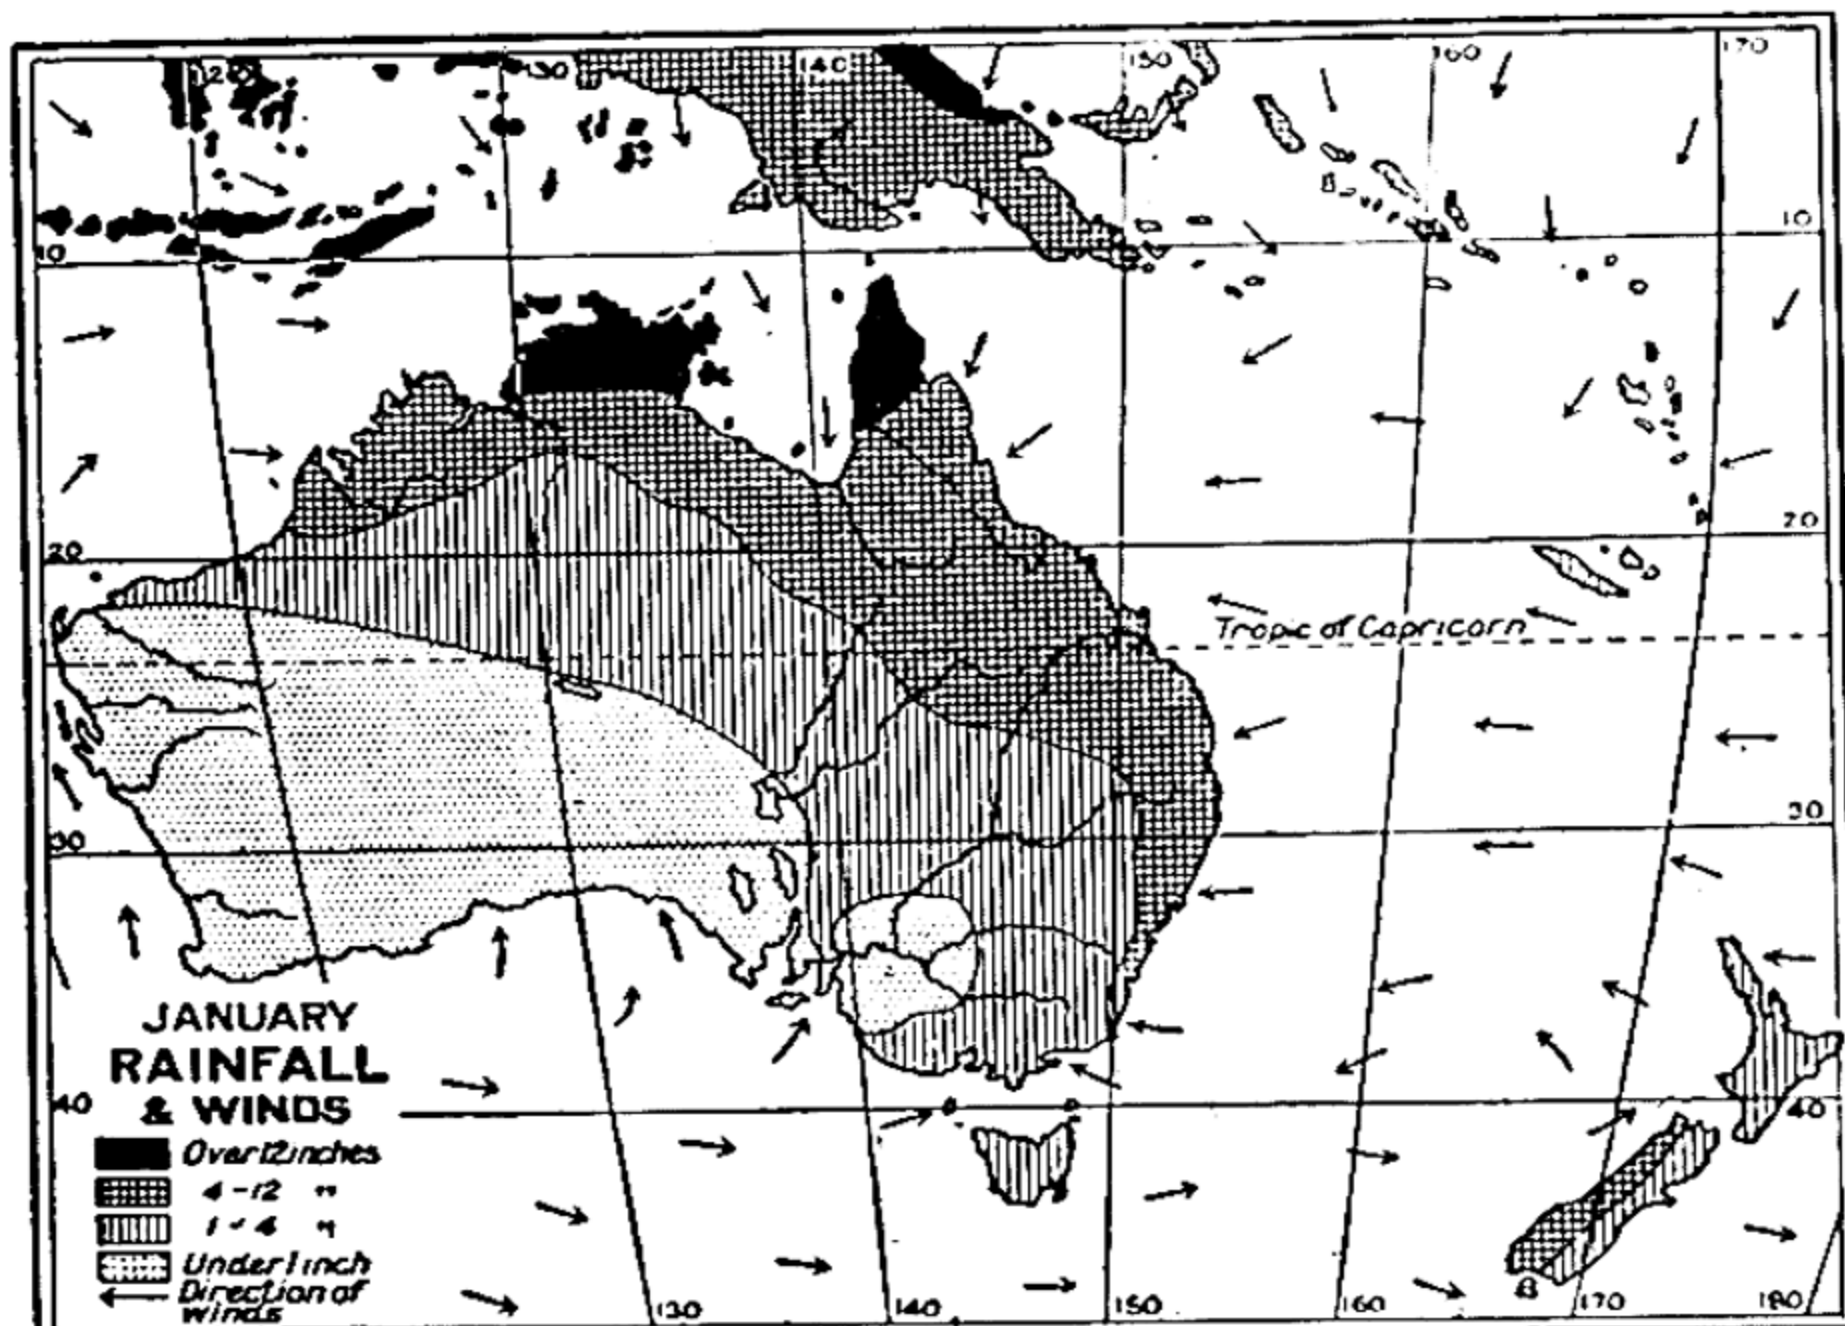 120 130 140 150 160 170
10 10
20 20
Tropic of Capricorn
30 30
JANUARY
RAINFALL
& WINDS
40 40
Over 12 inches
4-12 "
1-4 "
Under 1 inch
Direction of
winds
130 140 150 160 170 180